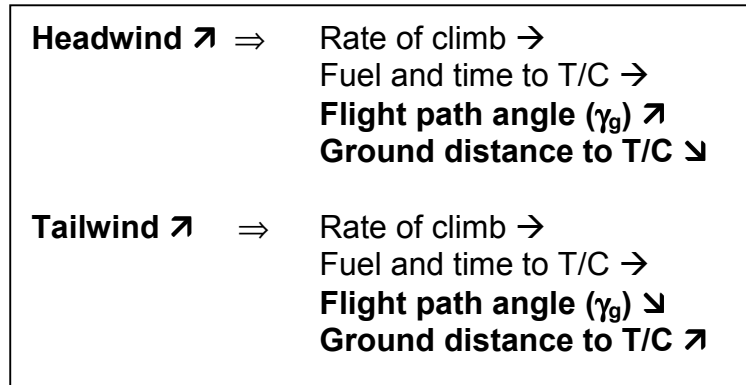 Headwind ↗ ⇒ Rate of climb →
Fuel and time to T/C →
Flight path angle (γg) ↗
Ground distance to T/C ↘
Tailwind ↗ ⇒ Rate of climb →
Fuel and time to T/C →
Flight path angle (γg) ↘
Ground distance to T/C ↗